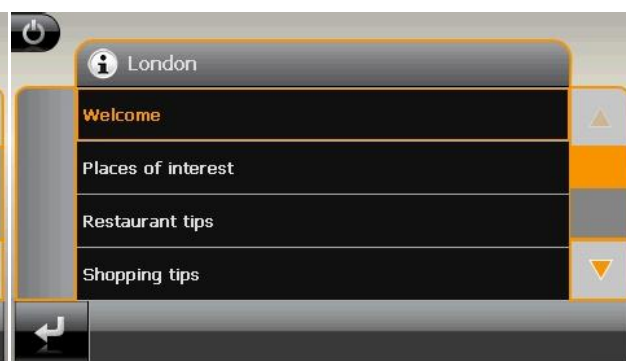 London
Welcome
Places of interest
Restaurant tips
Shopping tips